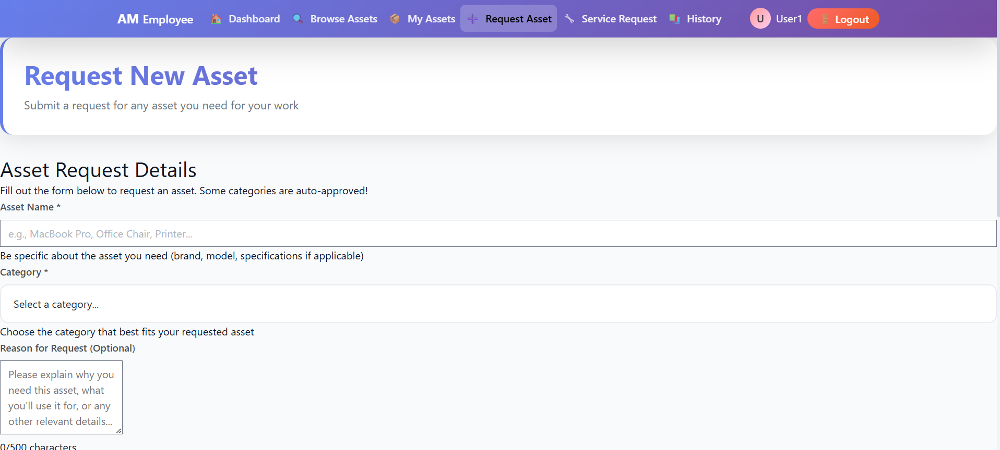 AM Employee Dashboard Browse Assets My Assets Request Asset Service Request History U User1 Logout
Request New Asset
Submit a request for any asset you need for your work
Asset Request Details
Fill out the form below to request an asset. Some categories are auto-approved!
Asset Name *
e.g., MacBook Pro, Office Chair, Printer...
Be specific about the asset you need (brand, model, specifications if applicable)
Category *
Select a category...
Choose the category that best fits your requested asset
Reason for Request (Optional)
Please explain why you
need this asset, what
you'll use it for, or any
other relevant details...
0/500 characters